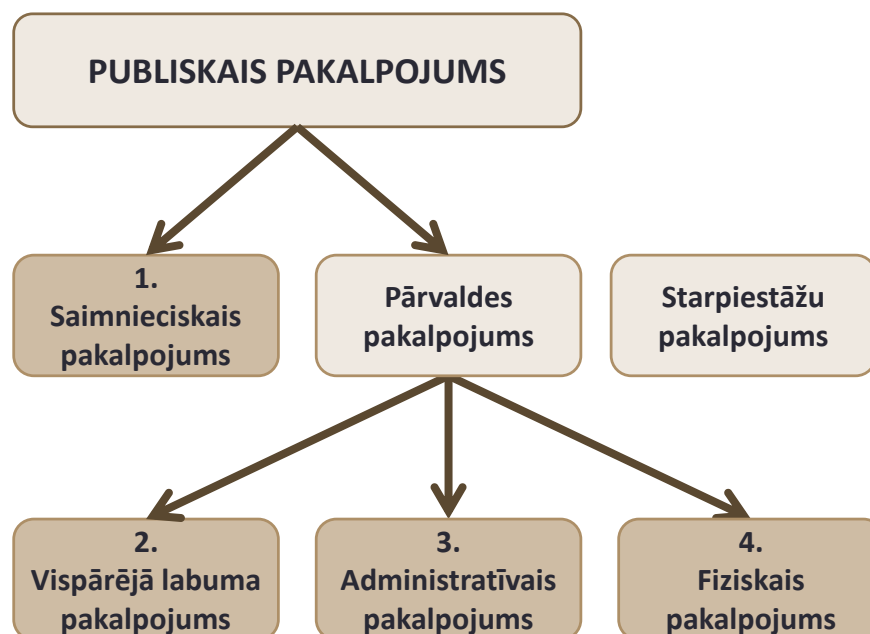 PUBLISKAIS PAKALPOJUMS
1.
Saimnieciskais
pakalpojums
Pārvaldes
pakalpojums
Starpiestāžu
pakalpojums
2.
Vispārējā labuma
pakalpojums
3.
Administratīvais
pakalpojums
4.
Fiziskais
pakalpojums